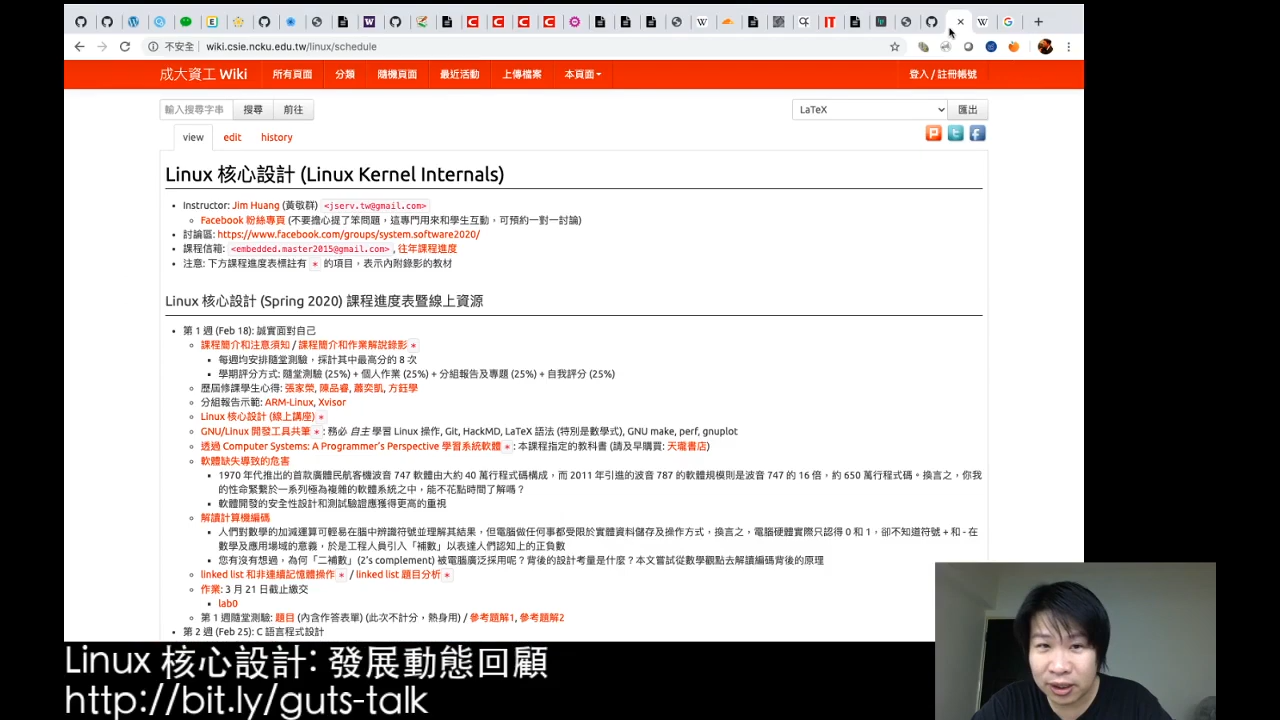 不安全 wiki.csie.ncku.edu.tw/linux/schedule
成大資工 Wiki 所有頁面 分類 隨機頁面 最近活動 上傳檔案 本頁面 登入 / 註冊帳號
輸入搜尋字串 搜尋 前往 LaTeX 匯出
view edit history
Linux 核心設計 (Linux Kernel Internals)
Instructor: Jim Huang (黃敬群) <jserv.tw@gmail.com>
Facebook 粉絲專頁 (不要擔心提了笨問題，這專門用來和學生互動，可預約一對一討論)
討論區: https://www.facebook.com/groups/system.software2020/
課程信箱: <embedded.master2015@gmail.com> , 往年課程進度
注意: 下方課程進度表標註有 * 的項目，表示內附錄影的教材
Linux 核心設計 (Spring 2020) 課程進度表暨線上資源
第 1 週 (Feb 18): 誠實面對自己
課程簡介和注意須知 / 課程簡介和作業解說錄影 *
每週均安排隨堂測驗，採計其中最高分的 8 次
學期評分方式: 隨堂測驗 (25%) + 個人作業 (25%) + 分組報告及專題 (25%) + 自我評分 (25%)
歷屆修課學生心得: 張家榮, 陳品睿, 蕭奕凱, 方鈺學
分組報告示範: ARM-Linux, Xvisor
Linux 核心設計 (線上講座) *
GNU/Linux 開發工具共筆 * : 務必 自主 學習 Linux 操作, Git, HackMD, LaTeX 語法 (特別是數學式), GNU make, perf, gnuplot
透過 Computer Systems: A Programmer's Perspective 學習系統軟體 * : 本課程指定的教科書 (請及早購買: 天瓏書店)
軟體缺失導致的危害
1970 年代推出的首款廣體民航客機波音 747 軟體由大約 40 萬行程式碼構成，而 2011 年引進的波音 787 的軟體規模則是波音 747 的 16 倍，約 650 萬行程式碼。換言之，你我
的性命繫繫於一系列極為複雜的軟體系統之中，能不花點時間了解嗎？
軟體開發的安全性設計和測試驗證應獲得更高的重視
解讀計算機編碼
人們對數學的加減運算可輕易在腦中辨識符號並理解其結果，但電腦做任何事都受限於實體資料儲存及操作方式，換言之，電腦硬體實際只認得 0 和 1，卻不知道符號 + 和 - 在
數學及應用場域的意義，於是工程人員引入「補數」以表達人們認知上的正負數
您有沒有想過，為何「二補數」(2's complement) 被電腦廣泛採用呢？背後的設計考量是什麼？本文嘗試從數學觀點去解讀編碼背後的原理
linked list 和非連續記憶體操作 * / linked list 題目分析 *
作業: 3 月 21 日截止繳交
lab0
第 1 週隨堂測驗: 題目 (內含作答表單) (此次不計分，熱身用) / 參考題解1, 參考題解2
第 2 週 (Feb 25): C 語言程式設計
Linux 核心設計: 發展動態回顧
http://bit.ly/guts-talk